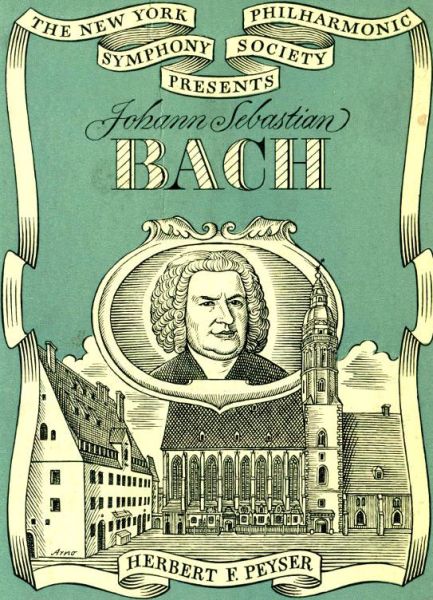 THE NEW YORK PHILHARMONIC
SYMPHONY SOCIETY
PRESENTS
Johann Sebastian
BACH
Arno
HERBERT F. PEYSER